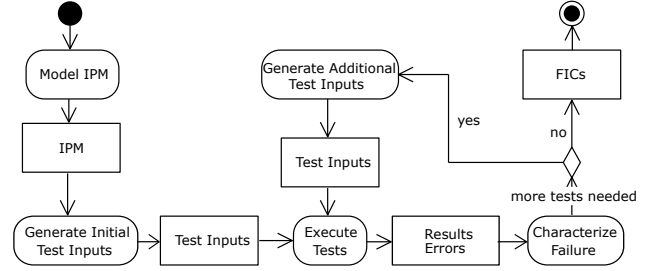 Model IPM
IPM
Generate Initial
Test Inputs
Test Inputs
Generate Additional
Test Inputs
Test Inputs
Execute
Tests
Results
Errors
Characterize
Failure
more tests needed
yes
no
FICs